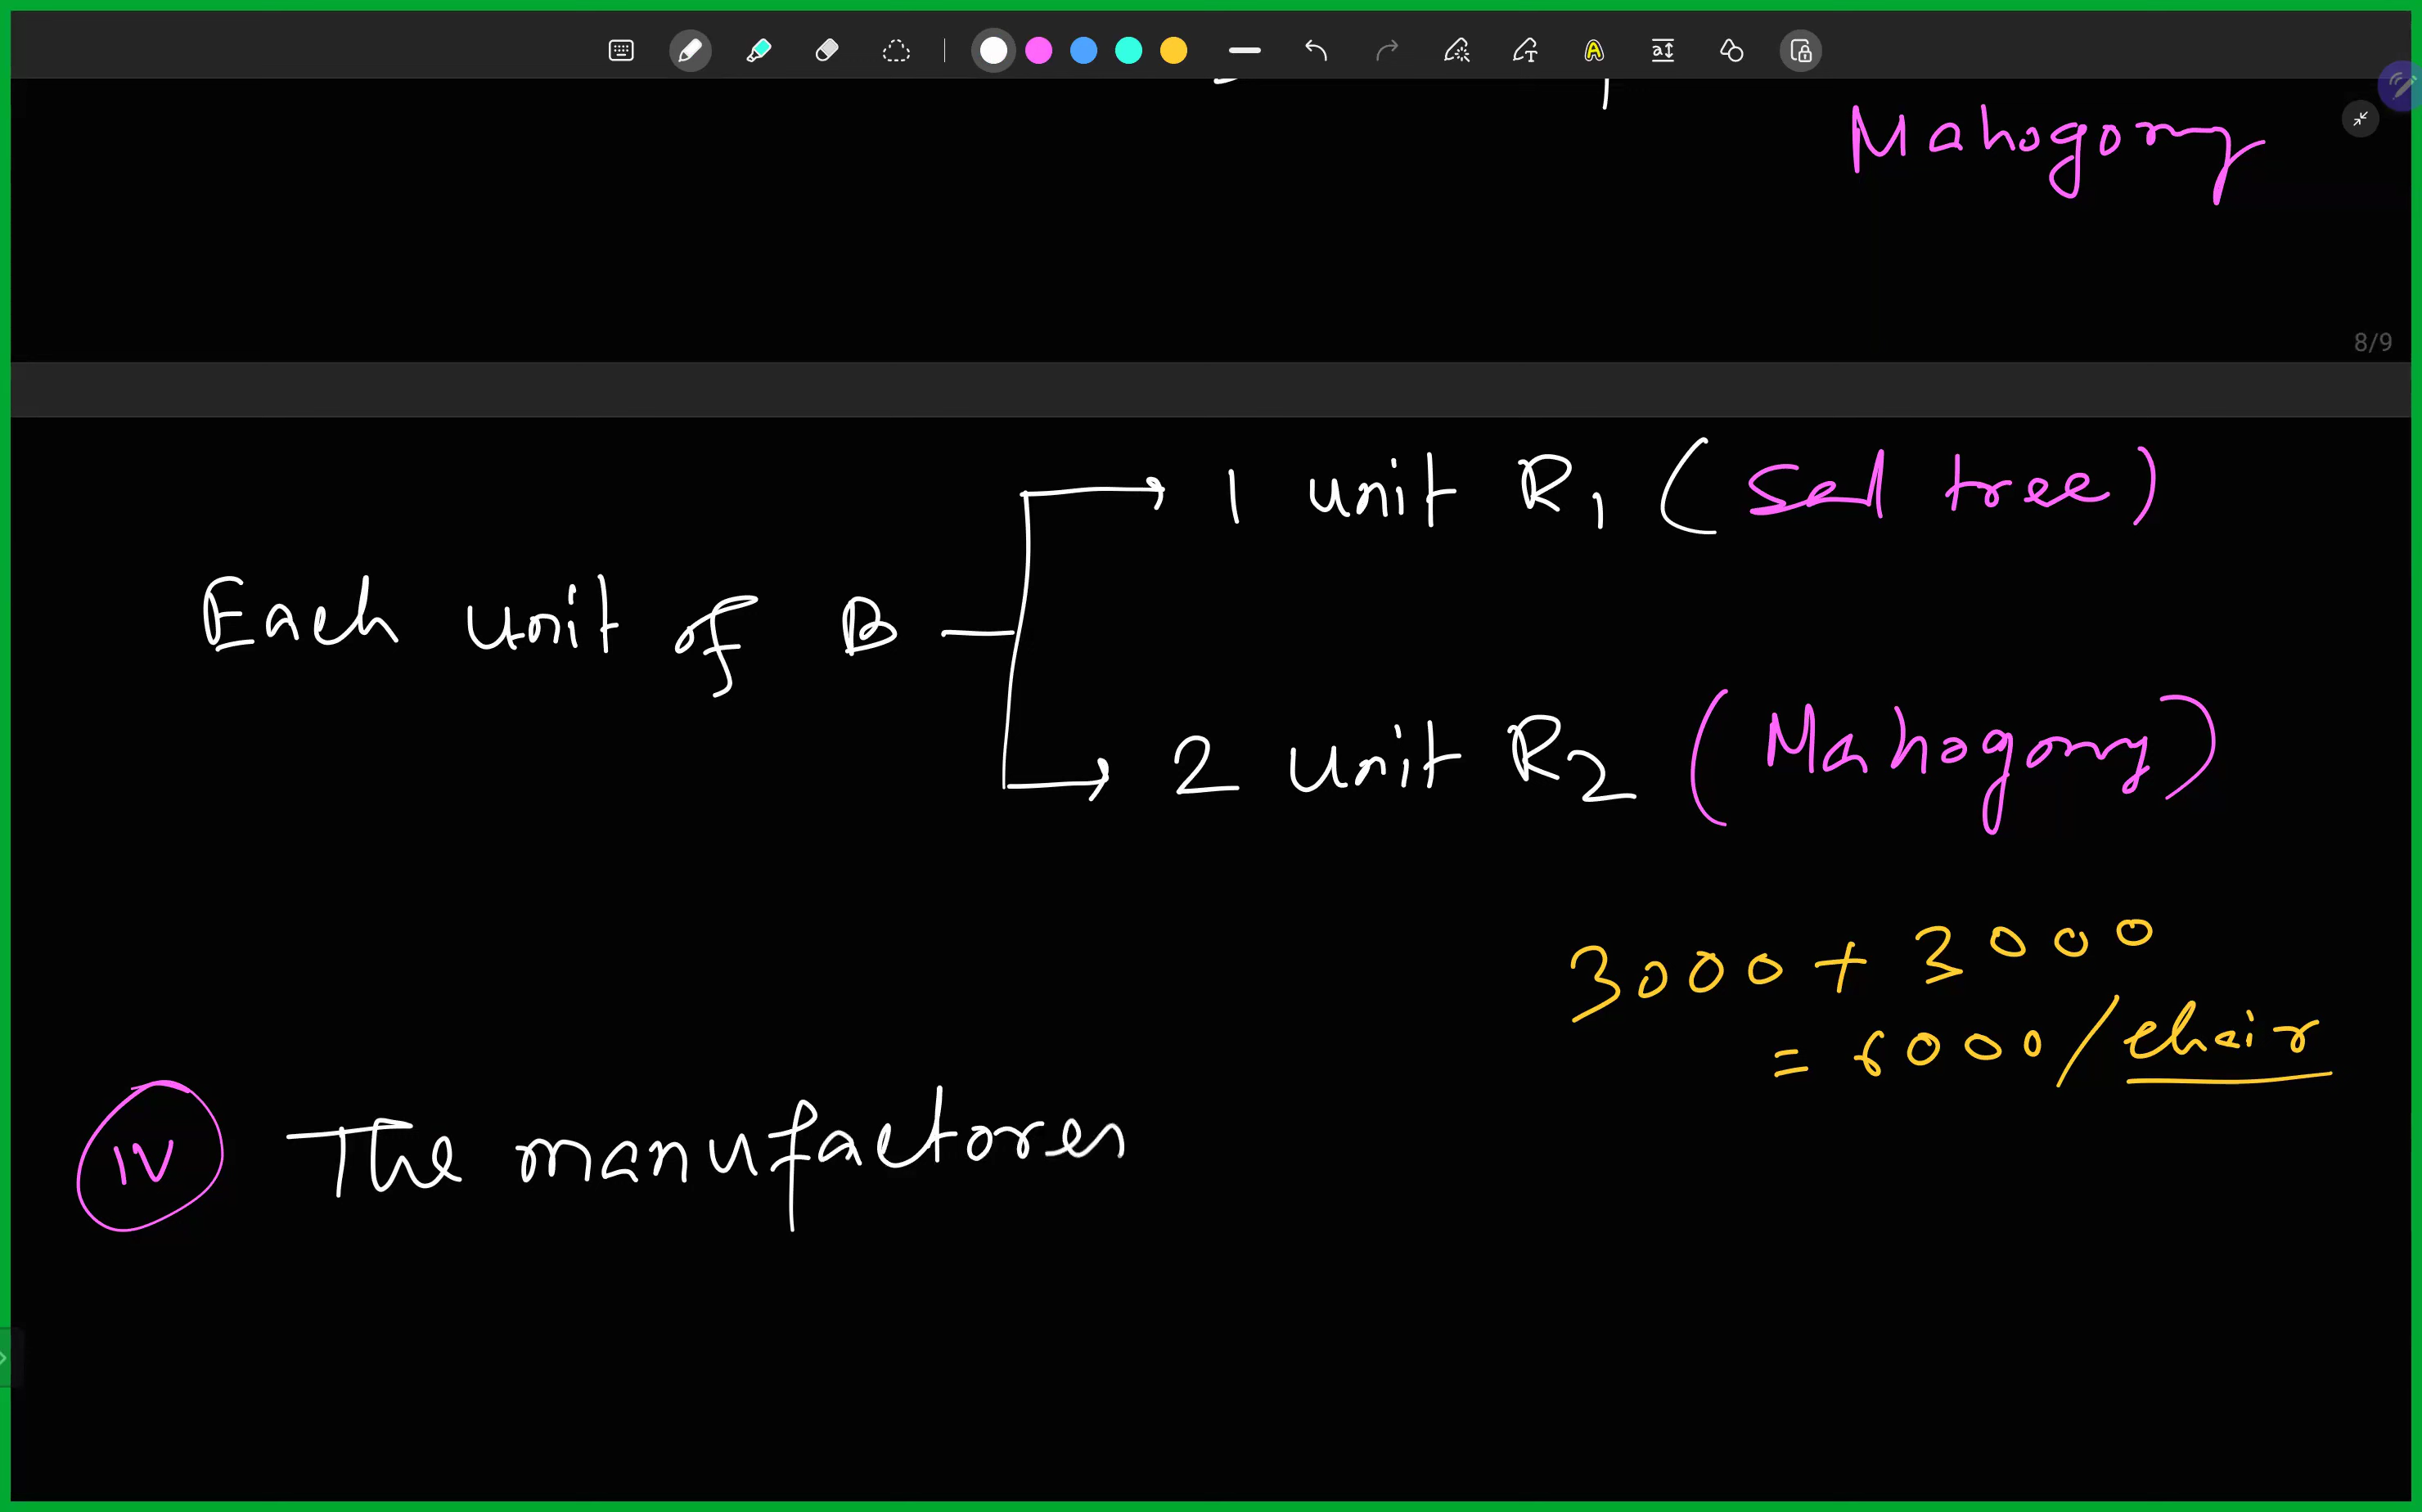 Mahogony
8/9
1 unit R1 (Sal tree)
Each unit of B
2 unit R2 (Mahogony)
3000 + 3000
= 6000/chair
IV The manufactorer